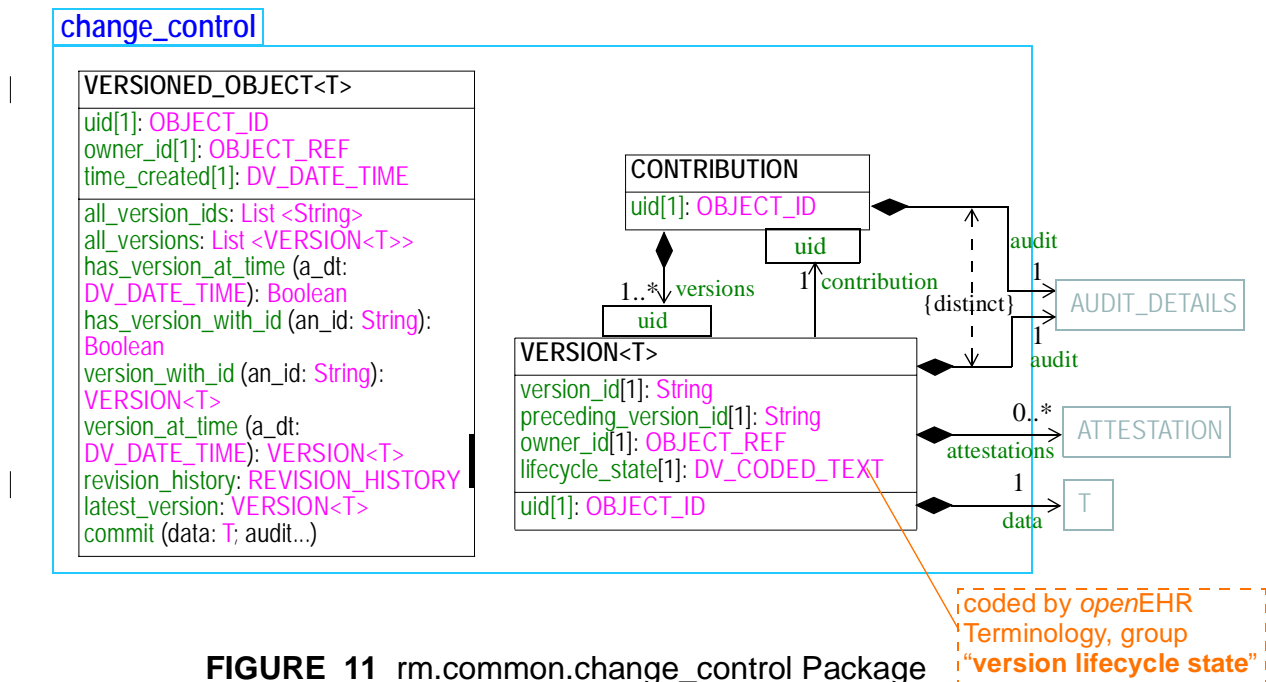 change_control
VERSIONED_OBJECT<T>
uid[1]: OBJECT_ID
owner_id[1]: OBJECT_REF
time_created[1]: DV_DATE_TIME
all_version_ids: List <String>
all_versions: List <VERSION<T>>
has_version_at_time (a_dt:
DV_DATE_TIME): Boolean
has_version_with_id (an_id: String):
Boolean
version_with_id (an_id: String):
VERSION<T>
version_at_time (a_dt:
DV_DATE_TIME): VERSION<T>
revision_history: REVISION_HISTORY
latest_version: VERSION<T>
commit (data: T; audit...)
CONTRIBUTION
uid[1]: OBJECT_ID
uid
1..* versions
1 contribution
uid
audit
1
{distinct}
AUDIT_DETAILS
1
audit
VERSION<T>
version_id[1]: String
preceding_version_id[1]: String
owner_id[1]: OBJECT_REF
lifecycle_state[1]: DV_CODED_TEXT
uid[1]: OBJECT_ID
0..*
attestations
ATTESTATION
1
data
T
coded by openEHR
Terminology, group
“version lifecycle state”
FIGURE 11 rm.common.change_control Package